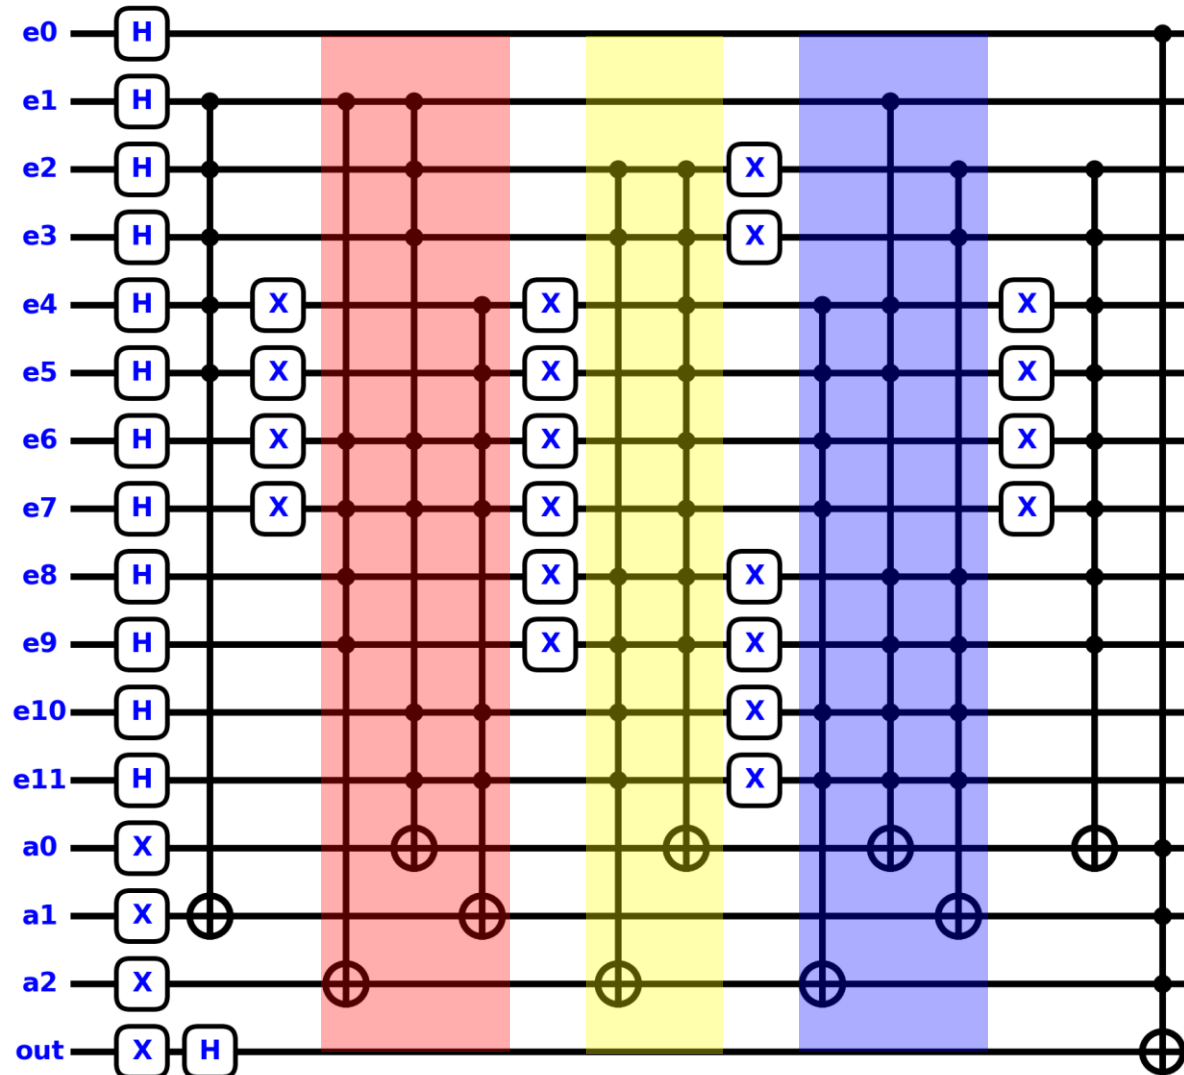 e0 H
e1 H
e2 H X
e3 H X
e4 H X X X
e5 H X X X
e6 H X X X
e7 H X X X
e8 H X X
e9 H X X
e10 H X
e11 H X
a0 X
a1 X
a2 X
out X H